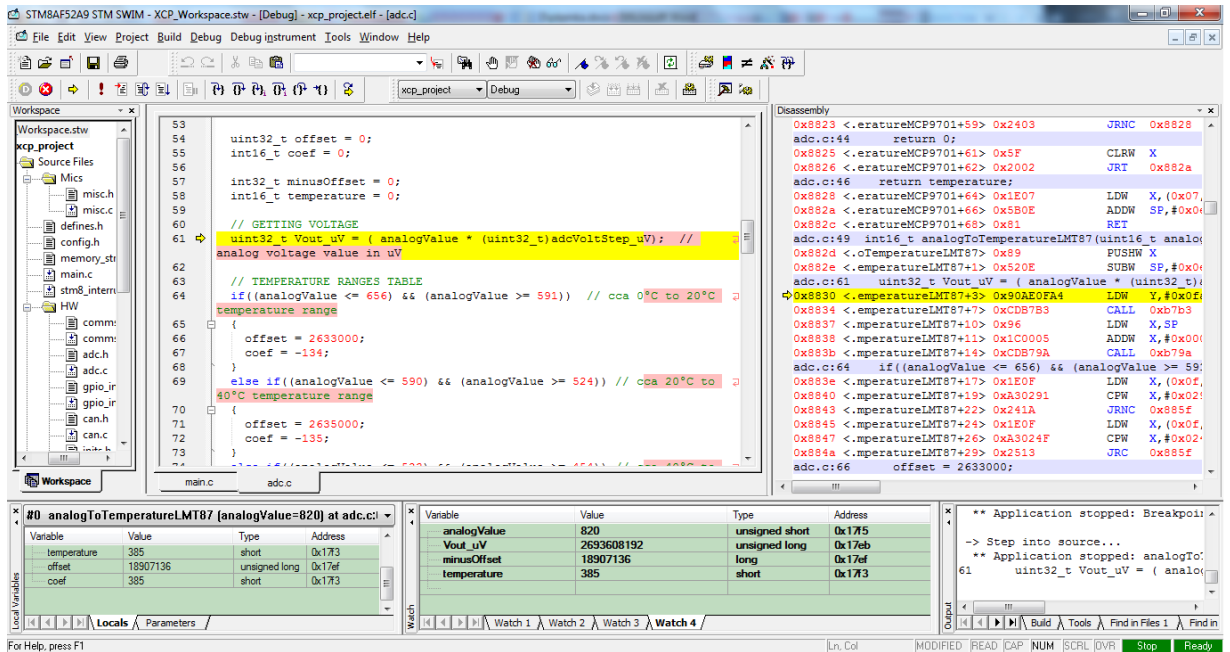 STM8AF52A9 STM SWIM - XCP_Workspace.stw - [Debug] - xcp_project.elf - [adc.c]
File Edit View Project Build Debug Debug instrument Tools Window Help
xcp_project Debug
Workspace
Workspace.stw
xcp_project
Source Files
Mics
misc.h
misc.c
defines.h
config.h
memory_str
main.c
stm8_interru
HW
comms
comms
adc.h
adc.c
gpio_in
gpio_in
can.h
can.c
inits.h
Workspace
53
54 uint32_t offset = 0;
55 int16_t coef = 0;
56
57 int32_t minusOffset = 0;
58 int16_t temperature = 0;
59
60 // GETTING VOLTAGE
61 uint32_t Vout_uV = ( analogValue * (uint32_t)adcVoltStep_uV); //
analog voltage value in uV
62
63 // TEMPERATURE RANGES TABLE
64 if((analogValue <= 656) && (analogValue >= 591)) // cca 0°C to 20°C
temperature range
65 {
66 offset = 2633000;
67 coef = -134;
68 }
69 else if((analogValue <= 590) && (analogValue >= 524)) // cca 20°C to
40°C temperature range
70 {
71 offset = 2635000;
72 coef = -135;
73 }
main.c adc.c
Disassembly
0x8823 <.eratureMCP9701+59> 0x2403 JRNC 0x8828
adc.c:44 return 0;
0x8825 <.eratureMCP9701+61> 0x5F CLRW X
0x8826 <.eratureMCP9701+62> 0x2002 JRT 0x882a
adc.c:46 return temperature;
0x8828 <.eratureMCP9701+64> 0x1E07 LDW X,(0x07,
0x882a <.eratureMCP9701+66> 0x5B0E ADDW SP,#0x0e
0x882c <.eratureMCP9701+68> 0x81 RET
adc.c:49 int16_t analogToTemperatureLMT87(uint16_t analog
0x882d <.oTemperatureLMT87> 0x89 PUSHW X
0x882e <.emperatureLMT87+1> 0x520E SUBW SP,#0x0e
adc.c:61 uint32_t Vout_uV = ( analogValue * (uint32_t)a
0x8830 <.emperatureLMT87+3> 0x90AE0FA4 LDW Y,#0x0fa
0x8834 <.emperatureLMT87+7> 0xCDB7B3 CALL 0xb7b3
0x8837 <.mperatureLMT87+10> 0x96 LDW X,SP
0x8838 <.mperatureLMT87+11> 0x1C0005 ADDW X,#0x000
0x883b <.mperatureLMT87+14> 0xCDB79A CALL 0xb79a
adc.c:64 if((analogValue <= 656) && (analogValue >= 591
0x883e <.mperatureLMT87+17> 0x1E0F LDW X,(0x0f,
0x8840 <.mperatureLMT87+19> 0xA30291 CPW X,#0x029
0x8843 <.mperatureLMT87+22> 0x241A JRNC 0x885f
0x8845 <.mperatureLMT87+24> 0x1E0F LDW X,(0x0f,
0x8847 <.mperatureLMT87+26> 0xA3024F CPW X,#0x024
0x884a <.mperatureLMT87+29> 0x2513 JRC 0x885f
adc.c:66 offset = 2633000;
#0 analogToTemperatureLMT87 (analogValue=820) at adc.c:
Variable Value Type Address
temperature 385 short 0x17f3
offset 18907136 unsigned long 0x17ef
coef 385 short 0x17f3
Local Variables
Locals Parameters
Variable Value Type Address
analogValue 820 unsigned short 0x17f5
Vout_uV 2693608192 unsigned long 0x17eb
minusOffset 18907136 long 0x17ef
temperature 385 short 0x17f3
Watch
Watch 1 Watch 2 Watch 3 Watch 4
** Application stopped: Breakpoin
-> Step into source...
** Application stopped: analogTo
61 uint32_t Vout_uV = ( analog
Output
Build Tools Find in Files 1 Find in
For Help, press F1
Ln, Col MODIFIED READ CAP NUM SCRL OVR Stop Ready